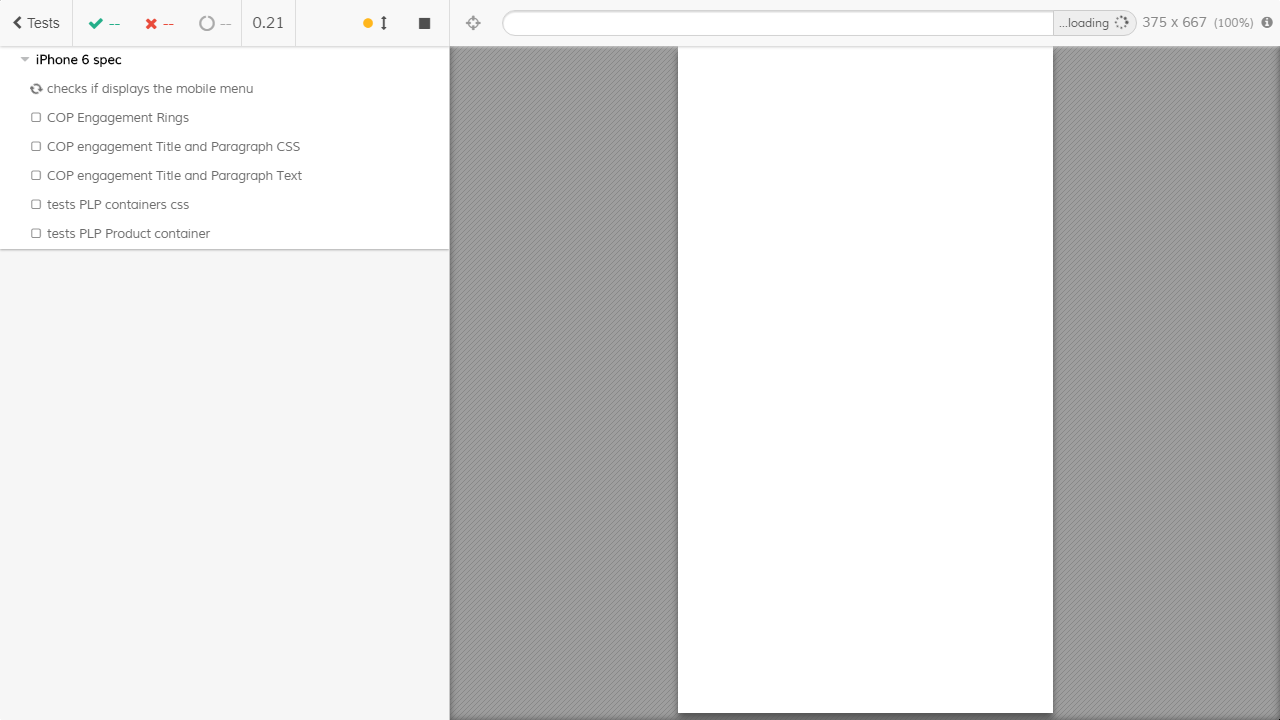 Tests -- -- -- 0.21 ...loading 375 x 667 (100%)
iPhone 6 spec
checks if displays the mobile menu
COP Engagement Rings
COP engagement Title and Paragraph CSS
COP engagement Title and Paragraph Text
tests PLP containers css
tests PLP Product container